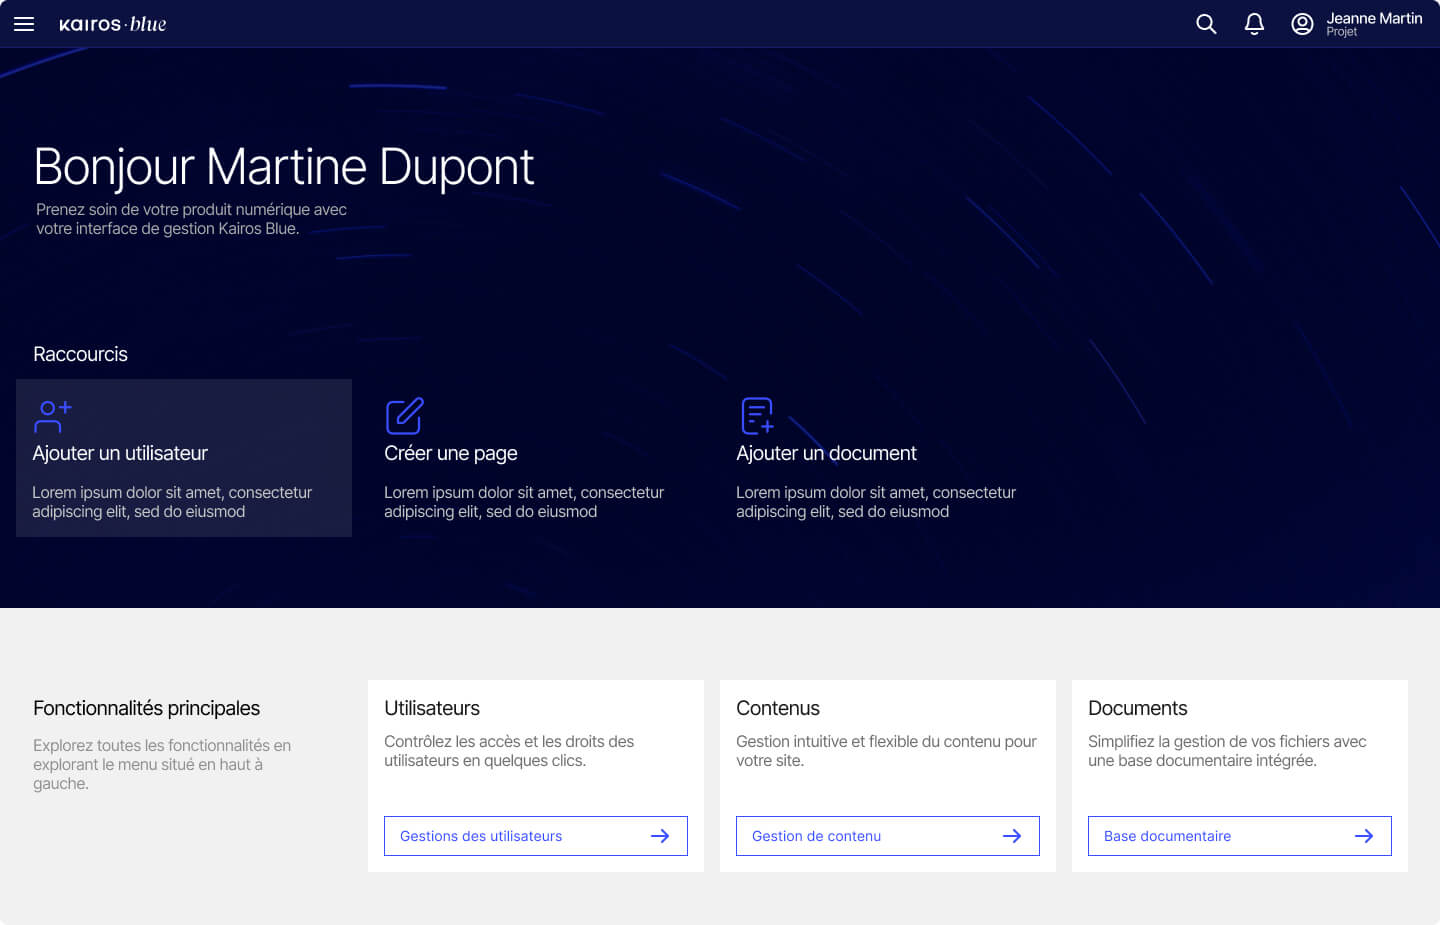 kairos·blue
Jeanne Martin
Projet
Bonjour Martine Dupont
Prenez soin de votre produit numérique avec
votre interface de gestion Kairos Blue.
Raccourcis
Ajouter un utilisateur
Lorem ipsum dolor sit amet, consectetur
adipiscing elit, sed do eiusmod
Créer une page
Lorem ipsum dolor sit amet, consectetur
adipiscing elit, sed do eiusmod
Ajouter un document
Lorem ipsum dolor sit amet, consectetur
adipiscing elit, sed do eiusmod
Fonctionnalités principales
Explorez toutes les fonctionnalités en
explorant le menu situé en haut à
gauche.
Utilisateurs
Contrôlez les accès et les droits des
utilisateurs en quelques clics.
Gestions des utilisateurs
Contenus
Gestion intuitive et flexible du contenu pour
votre site.
Gestion de contenu
Documents
Simplifiez la gestion de vos fichiers avec
une base documentaire intégrée.
Base documentaire